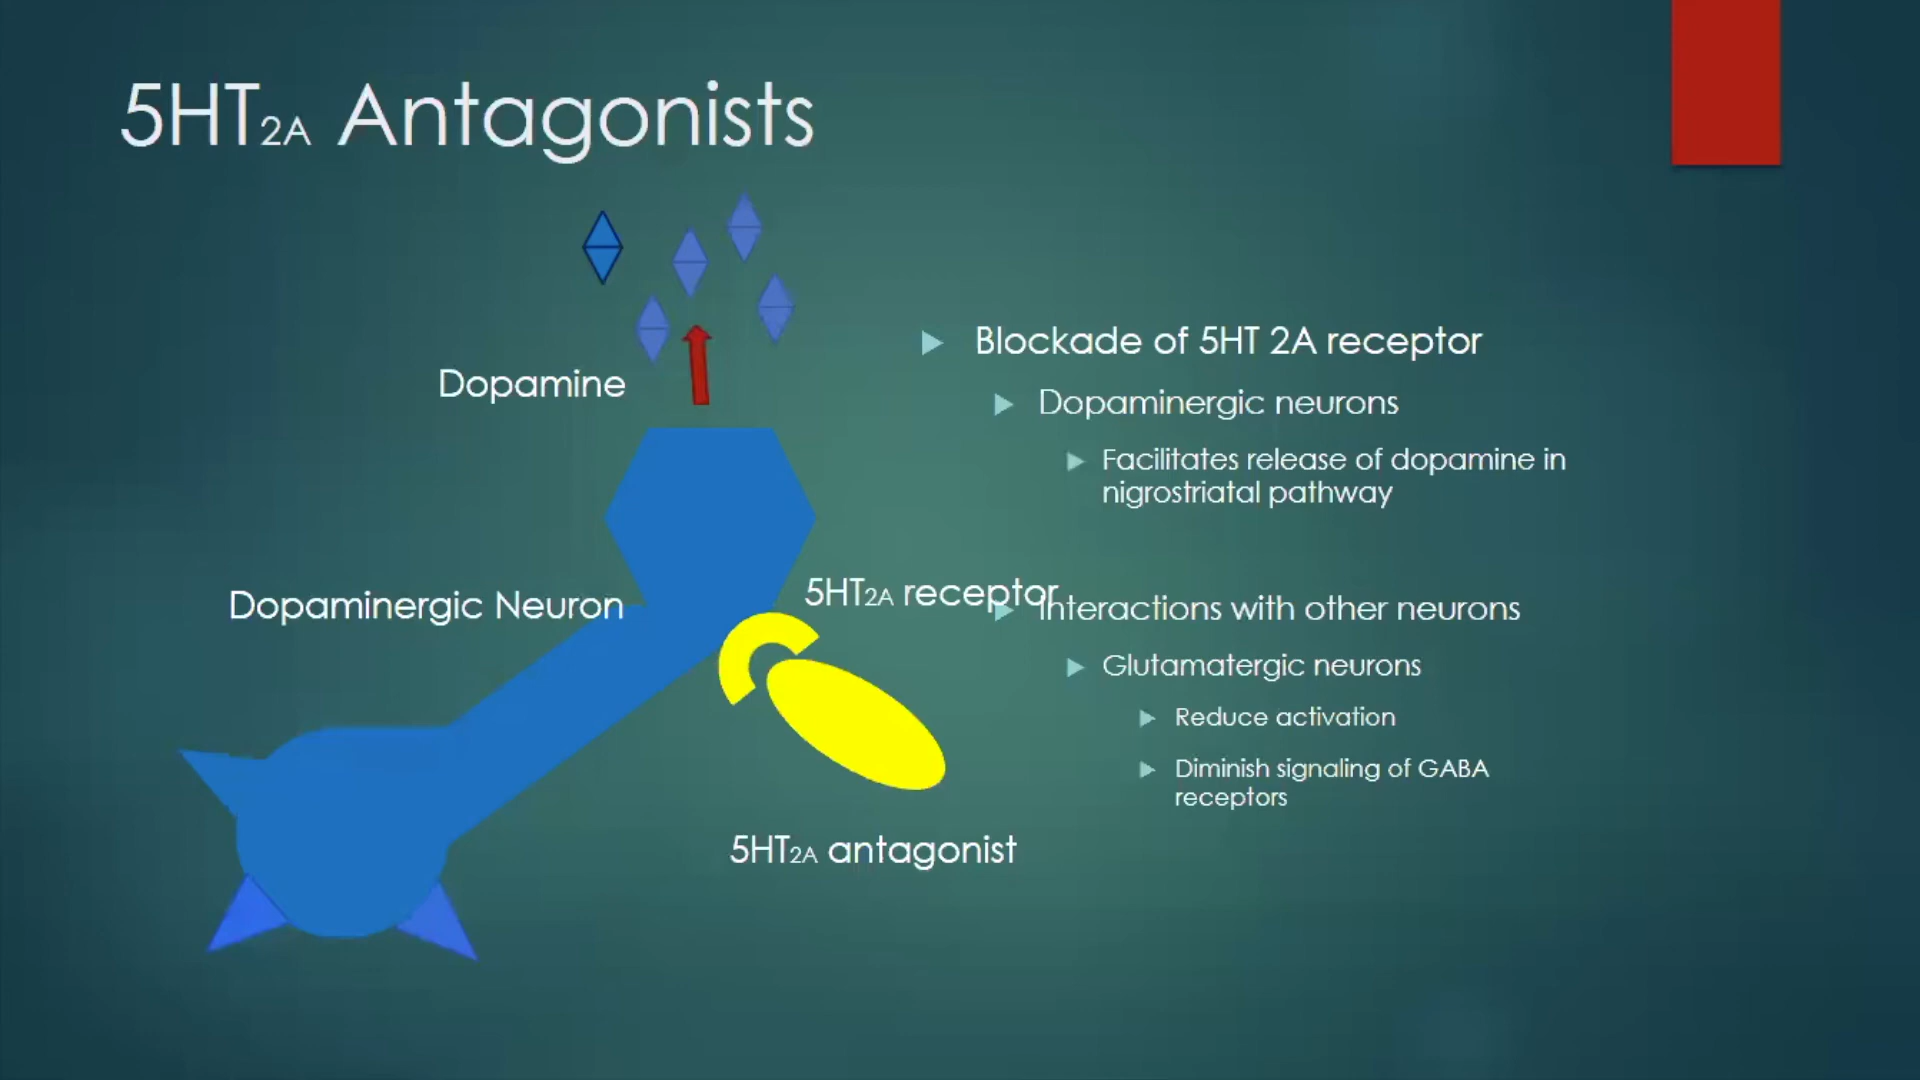 5HT2A Antagonists
Dopamine
Dopaminergic Neuron
5HT2A receptor
5HT2A antagonist
Blockade of 5HT 2A receptor
Dopaminergic neurons
Facilitates release of dopamine in
nigrostriatal pathway
Interactions with other neurons
Glutamatergic neurons
Reduce activation
Diminish signaling of GABA
receptors